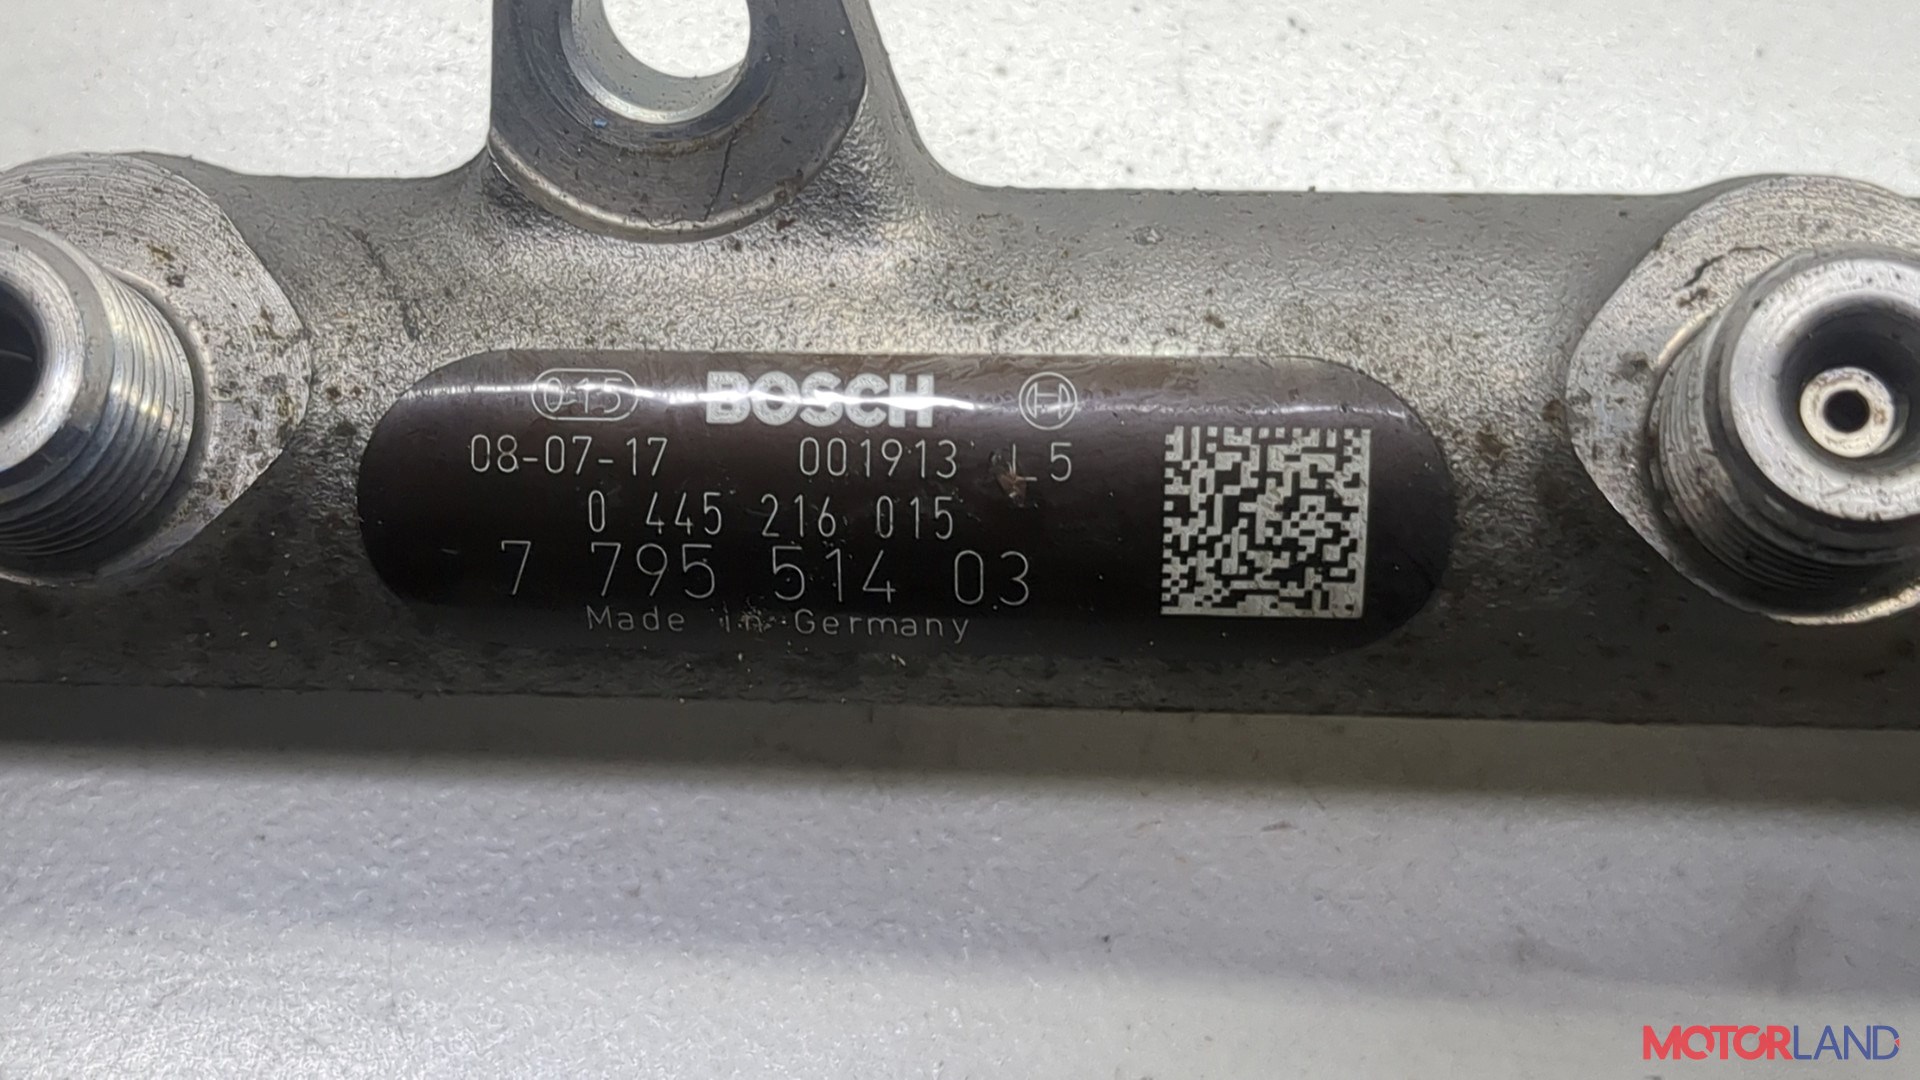 015 BOSCH
08-07-17 001913 L5
0 445 216 015
7 795 514 03
Made in Germany
MOTORLAND